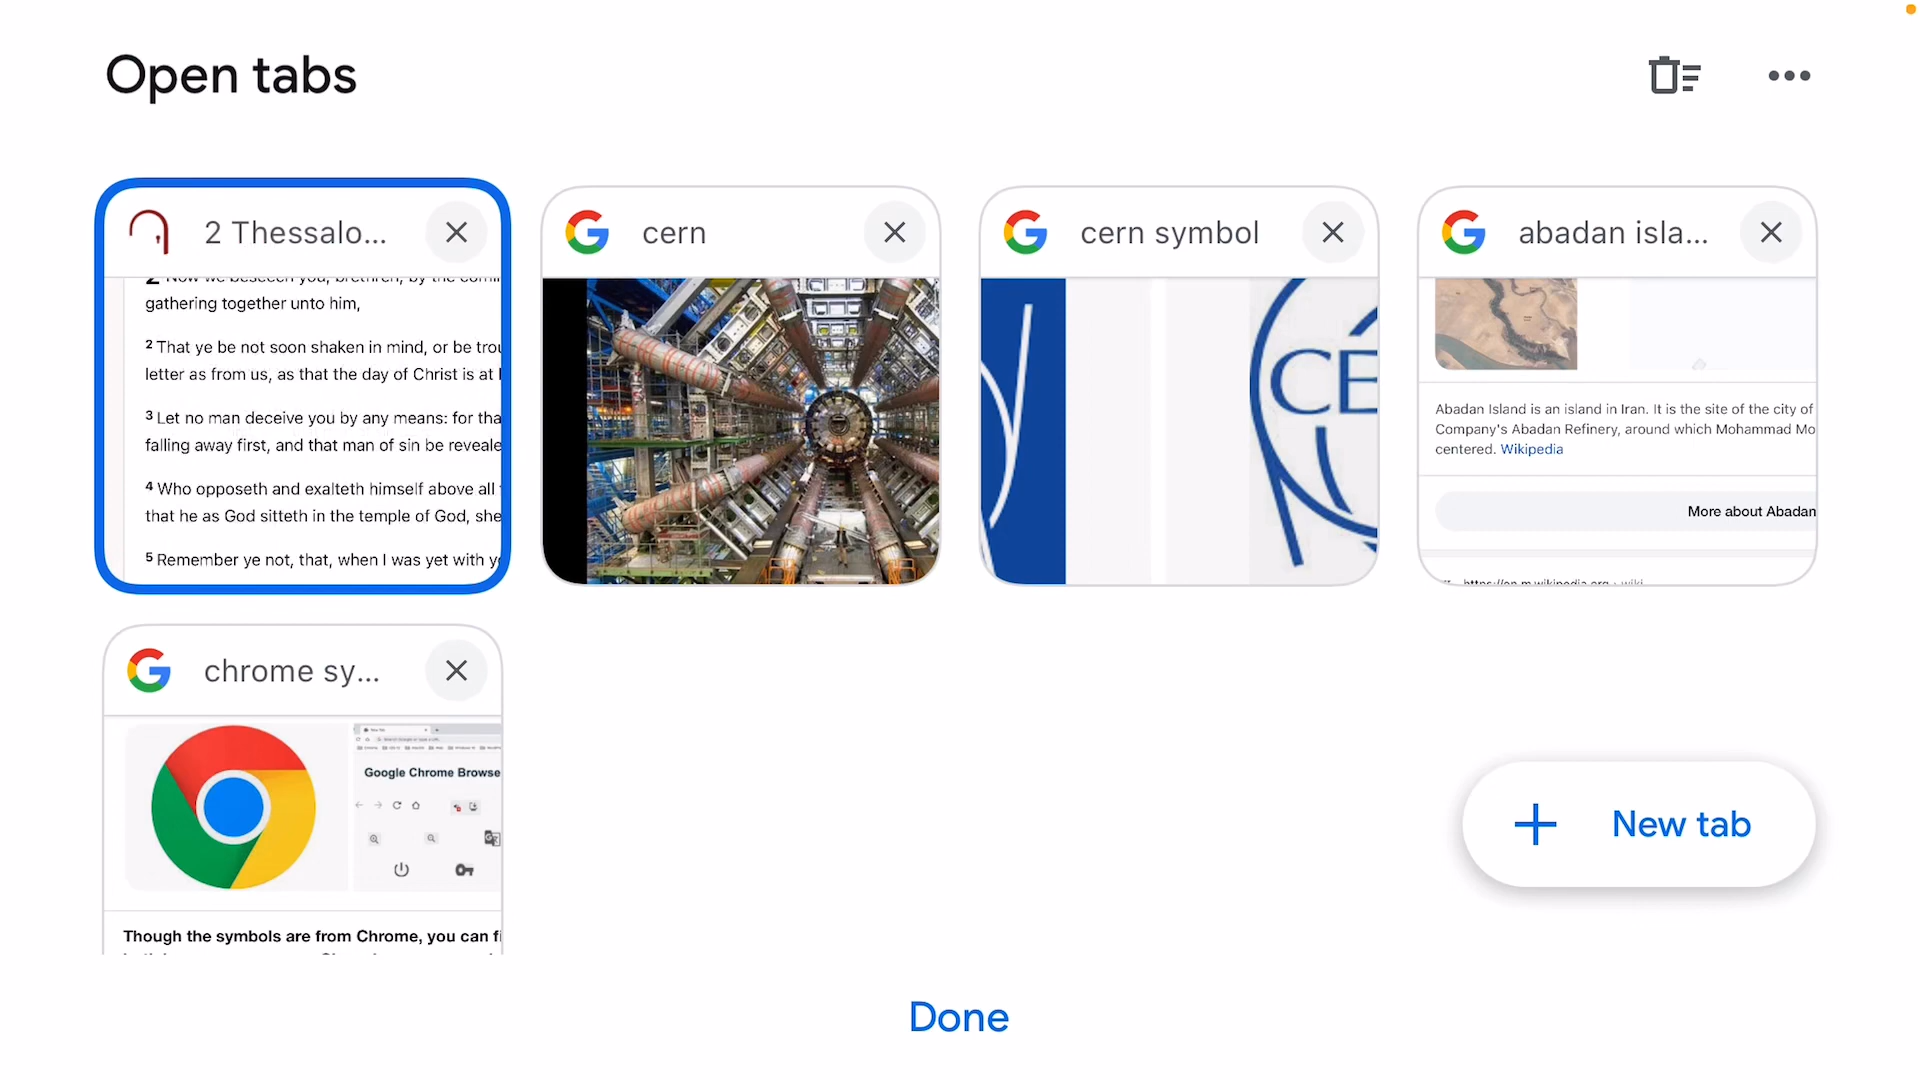 Open tabs
2 Thessalo...
gathering together unto him,
2 That ye be not soon shaken in mind, or be
letter as from us, as that the day of Christ is at
3 Let no man deceive you by any means: for
falling away first, and that man of sin be
4 Who opposeth and exalteth himself above all
that he as God sitteth in the temple of God,
5 Remember ye not, that, when I was yet with
cern
cern symbol
CE
abadan isla...
Abadan Island is an island in Iran. It is the site of the city of
Company's Abadan Refinery, around which Mohammad Mo
centered. Wikipedia
More about Abadan
https://en.m.wikipedia.org › wiki
chrome sy...
Google Chrome Browse
Though the symbols are from Chrome, you can
New tab
Done